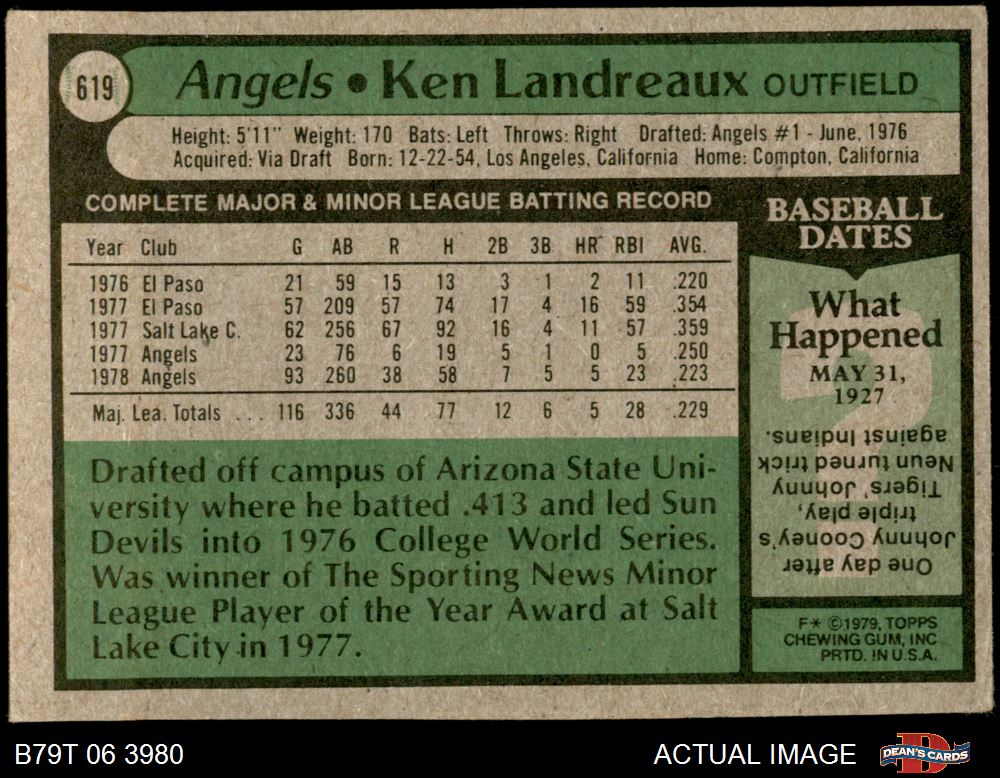 619
Angels • Ken Landreaux OUTFIELD
Height: 5'11" Weight: 170 Bats: Left Throws: Right Drafted: Angels #1 - June, 1976
Acquired: Via Draft Born: 12-22-54, Los Angeles, California Home: Compton, California
COMPLETE MAJOR & MINOR LEAGUE BATTING RECORD
Year Club G AB R H 2B 3B HR RBI AVG.
1976 El Paso 21 59 15 13 3 1 2 11 .220
1977 El Paso 57 209 57 74 17 4 16 59 .354
1977 Salt Lake C. 62 256 67 92 16 4 11 57 .359
1977 Angels 23 76 6 19 5 1 0 5 .250
1978 Angels 93 260 38 58 7 5 5 23 .223
Maj. Lea. Totals ... 116 336 44 77 12 6 5 28 .229
Drafted off campus of Arizona State Uni-
versity where he batted .413 and led Sun
Devils into 1976 College World Series.
Was winner of The Sporting News Minor
League Player of the Year Award at Salt
Lake City in 1977.
BASEBALL
DATES
What
Happened
MAY 31,
1927
One day after
Johnny Cooney's
triple play,
Tigers' Johnny
Neun turned trick
against Indians.
F* ©1979, TOPPS
CHEWING GUM, INC
PRTD. IN U.S.A.
B79T 06 3980
ACTUAL IMAGE
D
DEAN'S CARDS